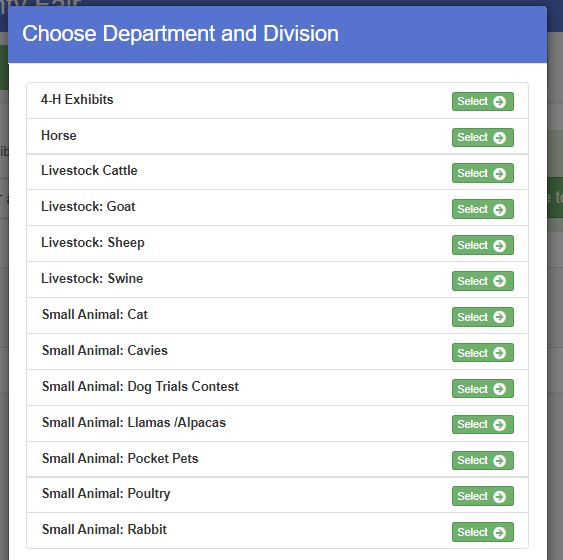 nty Fair
Choose Department and Division
4-H Exhibits Select
Horse Select
Livestock Cattle Select
Livestock: Goat Select
Livestock: Sheep Select
Livestock: Swine Select
Small Animal: Cat Select
Small Animal: Cavies Select
Small Animal: Dog Trials Contest Select
Small Animal: Llamas /Alpacas Select
Small Animal: Pocket Pets Select
Small Animal: Poultry Select
Small Animal: Rabbit Select